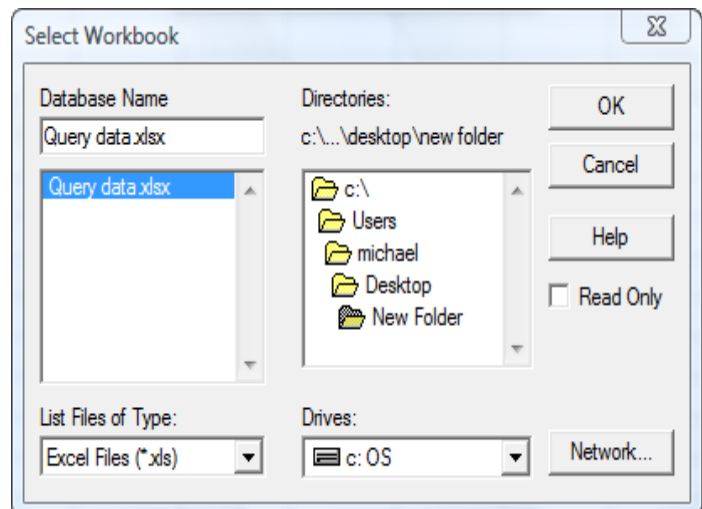 Select Workbook
Database Name
Query data.xlsx
Query data.xlsx
List Files of Type:
Excel Files (*.xls)
Directories:
c:\...\desktop\new folder
c:\
Users
michael
Desktop
New Folder
Drives:
c: OS
OK
Cancel
Help
Read Only
Network...